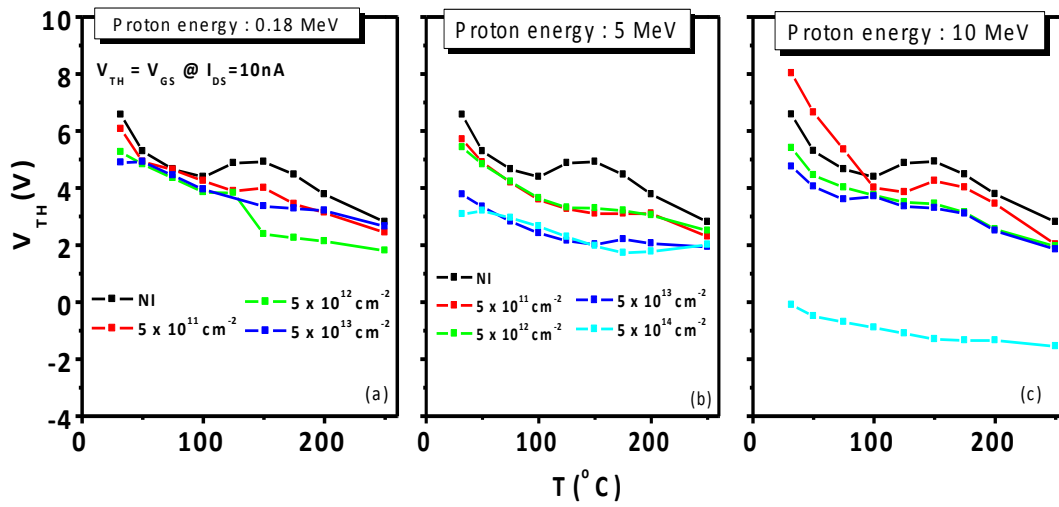 Proton energy : 0.18 MeV
Proton energy : 5 MeV
Proton energy : 10 MeV
V_TH = V_GS @ I_DS=10nA
V_TH (V)
10
8
6
4
2
0
-2
-4
NI
5 x 10^11 cm^-2
5 x 10^12 cm^-2
5 x 10^13 cm^-2
(a)
NI
5 x 10^11 cm^-2
5 x 10^12 cm^-2
5 x 10^13 cm^-2
5 x 10^14 cm^-2
(b)
(c)
0 100 200
0 100 200
0 100 200
T (°C)